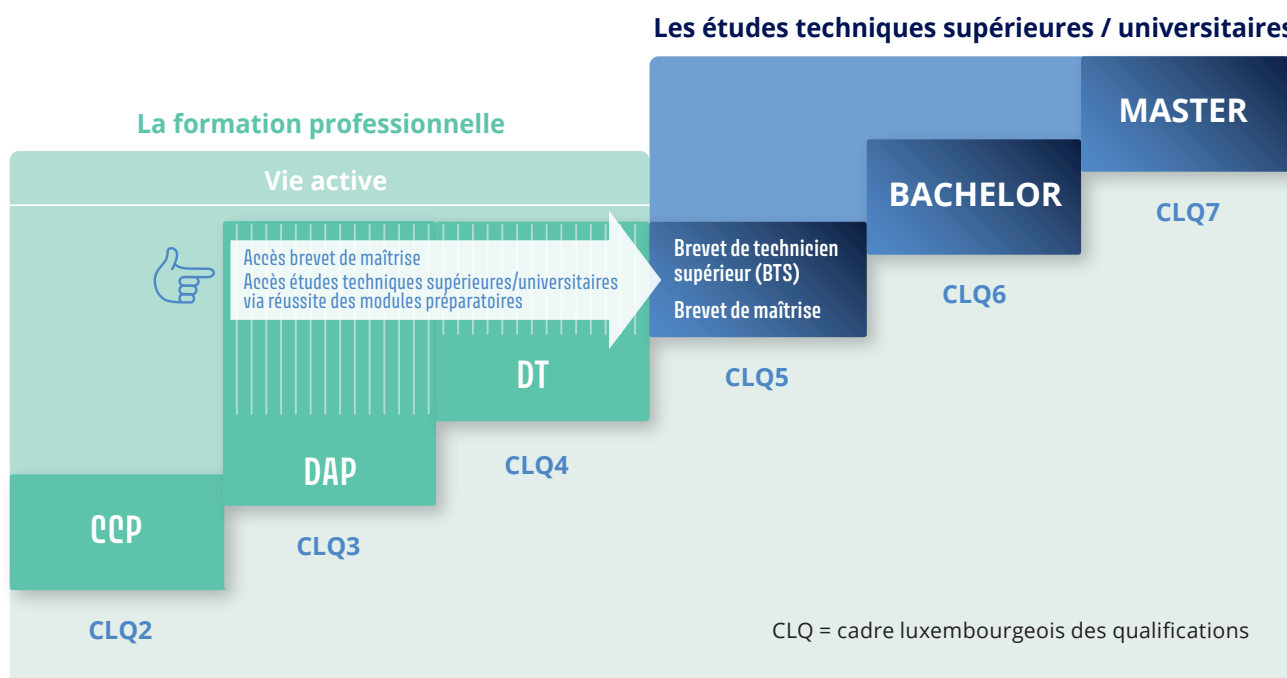 Les études techniques supérieures / universitaires
La formation professionnelle
Vie active
MASTER
BACHELOR
CLQ7
Accès brevet de maîtrise
Accès études techniques supérieures/universitaires
via réussite des modules préparatoires
Brevet de technicien
supérieur (BTS)
Brevet de maîtrise
CLQ6
DT
CLQ5
DAP
CLQ4
CCP
CLQ3
CLQ2
CLQ = cadre luxembourgeois des qualifications